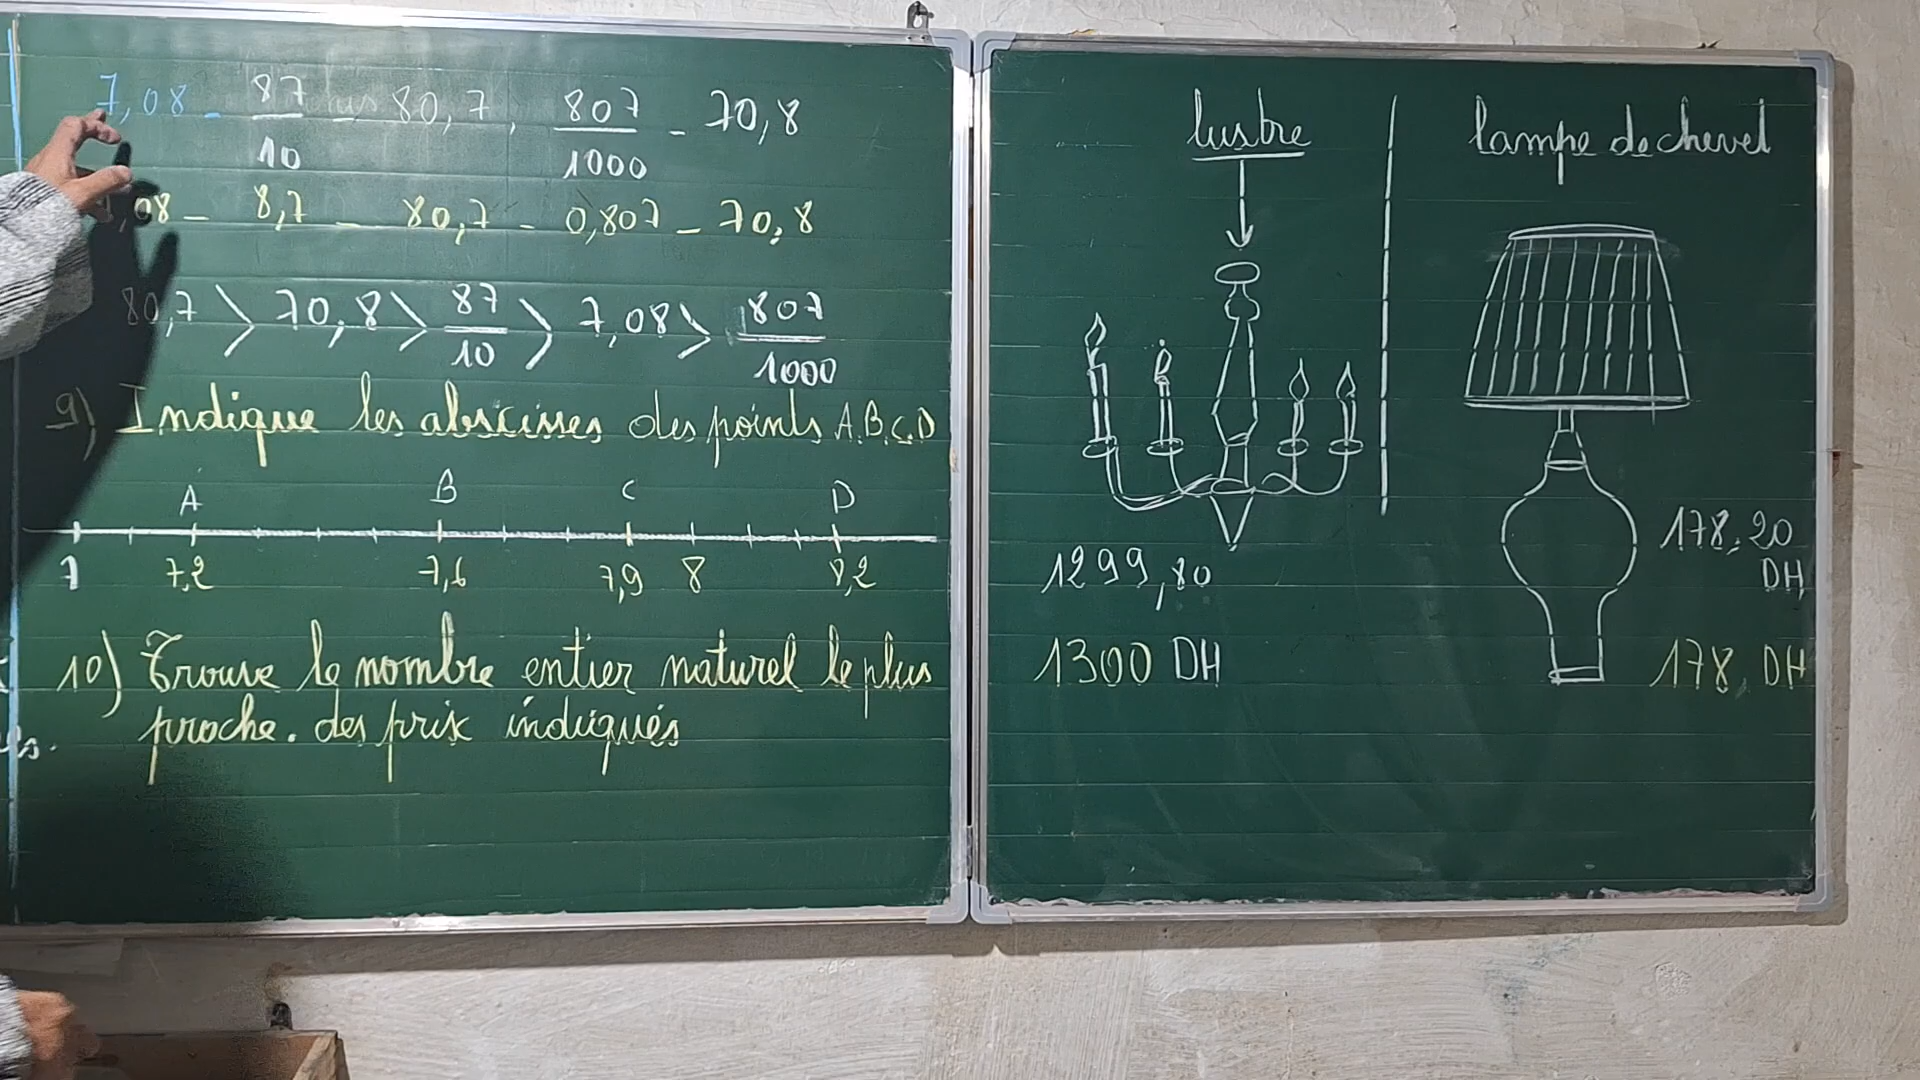 7,08 - 87/10 - 80,7 , 807/1000 - 70,8
7,08 - 8,7 - 80,7 - 0,807 - 70,8
80,7 > 70,8 > 87/10 > 7,08 > 807/1000
9) Indique les abscisses des points A.B.C.D
A B C D
7 7,2 7,6 7,9 8 8,2
10) Trouve le nombre entier naturel le plus
proche. des prix indiqués
lustre
1299,80
1300 DH
lampe de chevel
178,20
DH
178, DH